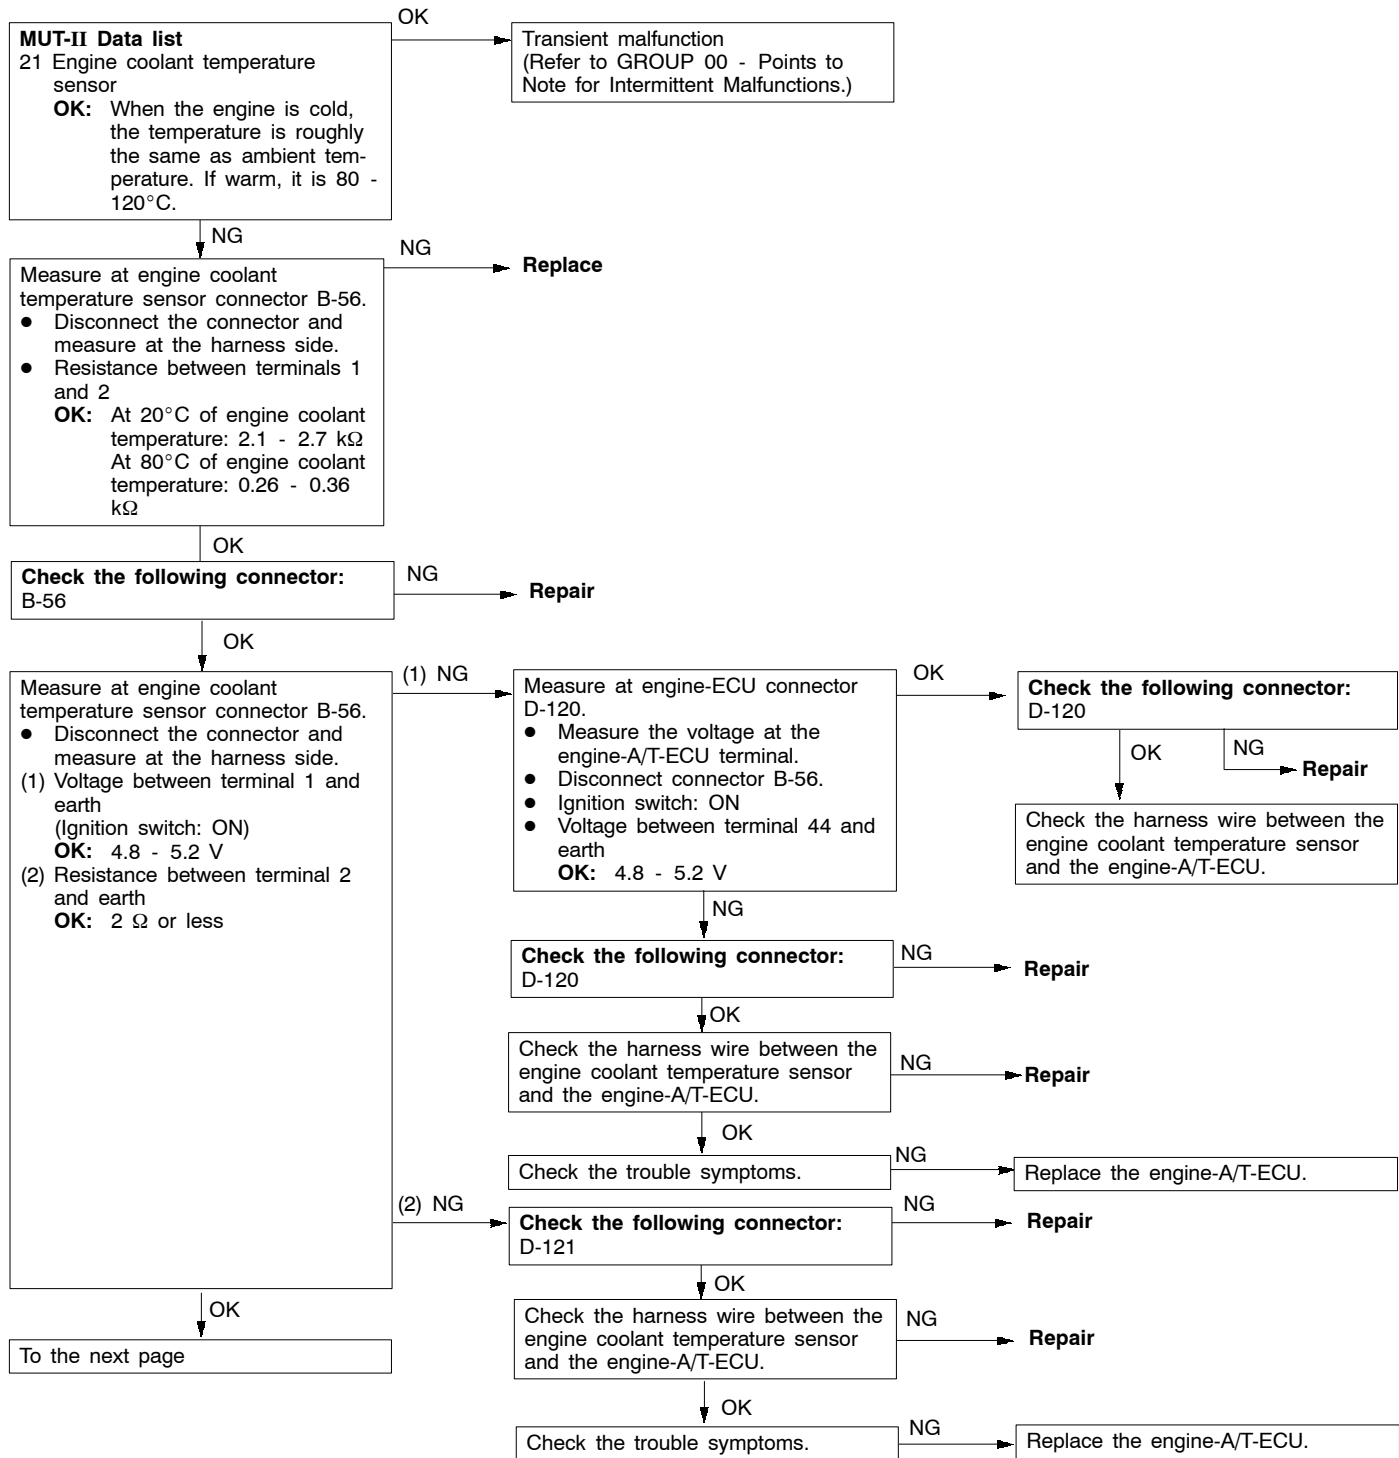 MUT-II Data list
21 Engine coolant temperature
sensor
OK: When the engine is cold,
the temperature is roughly
the same as ambient tem-
perature. If warm, it is 80 -
120°C.
OK
Transient malfunction
(Refer to GROUP 00 - Points to
Note for Intermittent Malfunctions.)
NG
Measure at engine coolant
temperature sensor connector B-56.
● Disconnect the connector and
measure at the harness side.
● Resistance between terminals 1
and 2
OK: At 20°C of engine coolant
temperature: 2.1 - 2.7 kΩ
At 80°C of engine coolant
temperature: 0.26 - 0.36
kΩ
NG
Replace
OK
Check the following connector:
B-56
NG
Repair
OK
Measure at engine coolant
temperature sensor connector B-56.
● Disconnect the connector and
measure at the harness side.
(1) Voltage between terminal 1 and
earth
(Ignition switch: ON)
OK: 4.8 - 5.2 V
(2) Resistance between terminal 2
and earth
OK: 2 Ω or less
(1) NG
Measure at engine-ECU connector
D-120.
● Measure the voltage at the
engine-A/T-ECU terminal.
● Disconnect connector B-56.
● Ignition switch: ON
● Voltage between terminal 44 and
earth
OK: 4.8 - 5.2 V
OK
Check the following connector:
D-120
OK
NG
Repair
Check the harness wire between the
engine coolant temperature sensor
and the engine-A/T-ECU.
NG
Check the following connector:
D-120
NG
Repair
OK
Check the harness wire between the
engine coolant temperature sensor
and the engine-A/T-ECU.
NG
Repair
OK
Check the trouble symptoms.
NG
Replace the engine-A/T-ECU.
(2) NG
Check the following connector:
D-121
NG
Repair
OK
Check the harness wire between the
engine coolant temperature sensor
and the engine-A/T-ECU.
NG
Repair
OK
Check the trouble symptoms.
NG
Replace the engine-A/T-ECU.
OK
To the next page